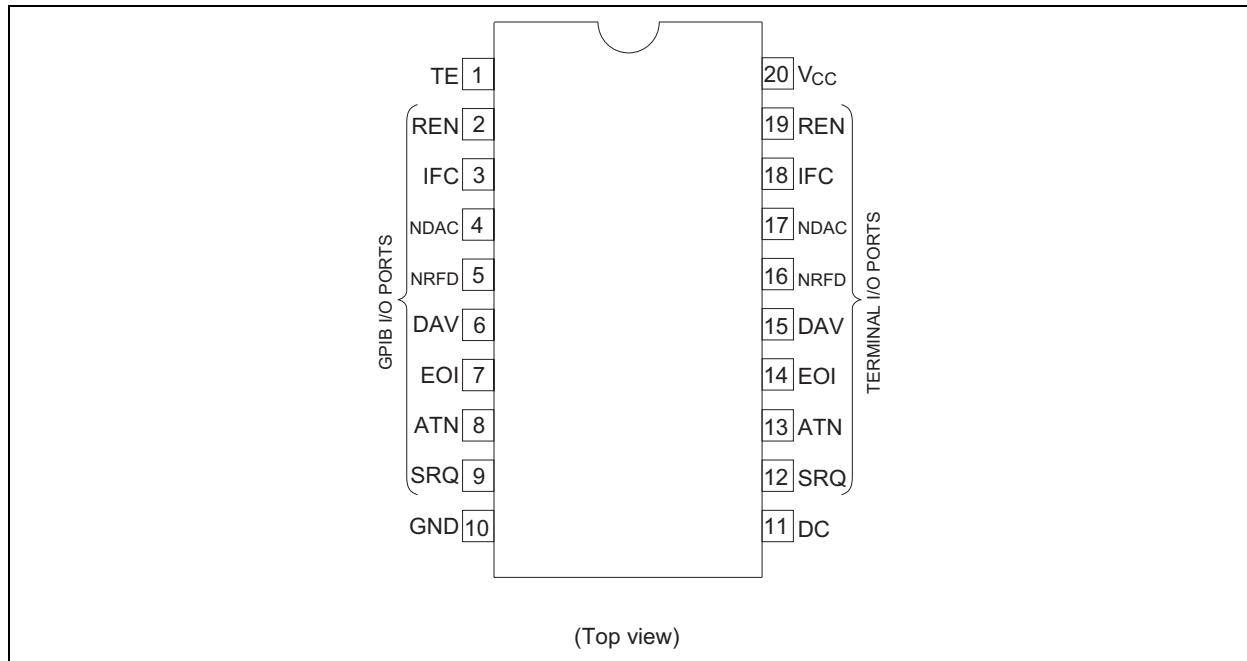 TE 1
REN 2
IFC 3
NDAC 4
NRFD 5
DAV 6
EOI 7
ATN 8
SRQ 9
GND 10
GPIB I/O PORTS
20 VCC
19 REN
18 IFC
17 NDAC
16 NRFD
15 DAV
14 EOI
13 ATN
12 SRQ
11 DC
TERMINAL I/O PORTS
(Top view)